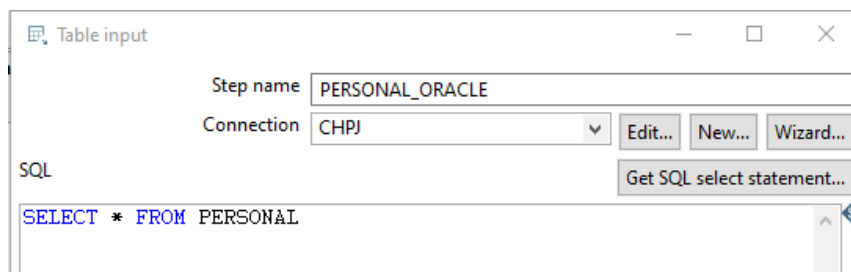 Table input
Step name PERSONAL_ORACLE
Connection CHPJ Edit... New... Wizard...
SQL Get SQL select statement...
SELECT * FROM PERSONAL